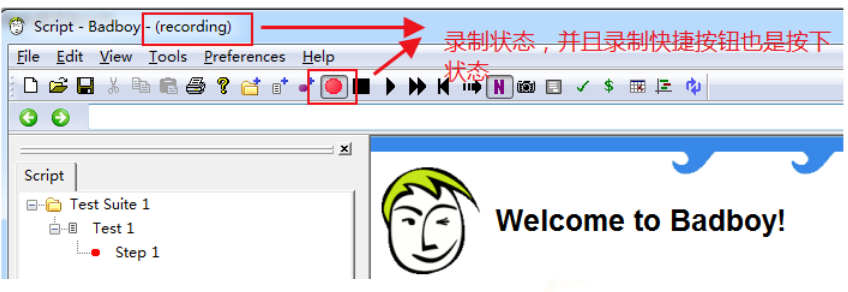 Script - Badboy - (recording)
File Edit View Tools Preferences Help
录制状态，并且录制快捷按钮也是按下
状态
N
$
Script
Test Suite 1
Test 1
Step 1
Welcome to Badboy!